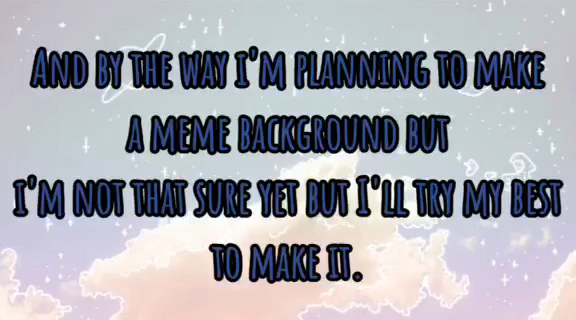 And by the way i'm planning to make
a meme background but
i'm not that sure yet but I'll try my best
to make it.